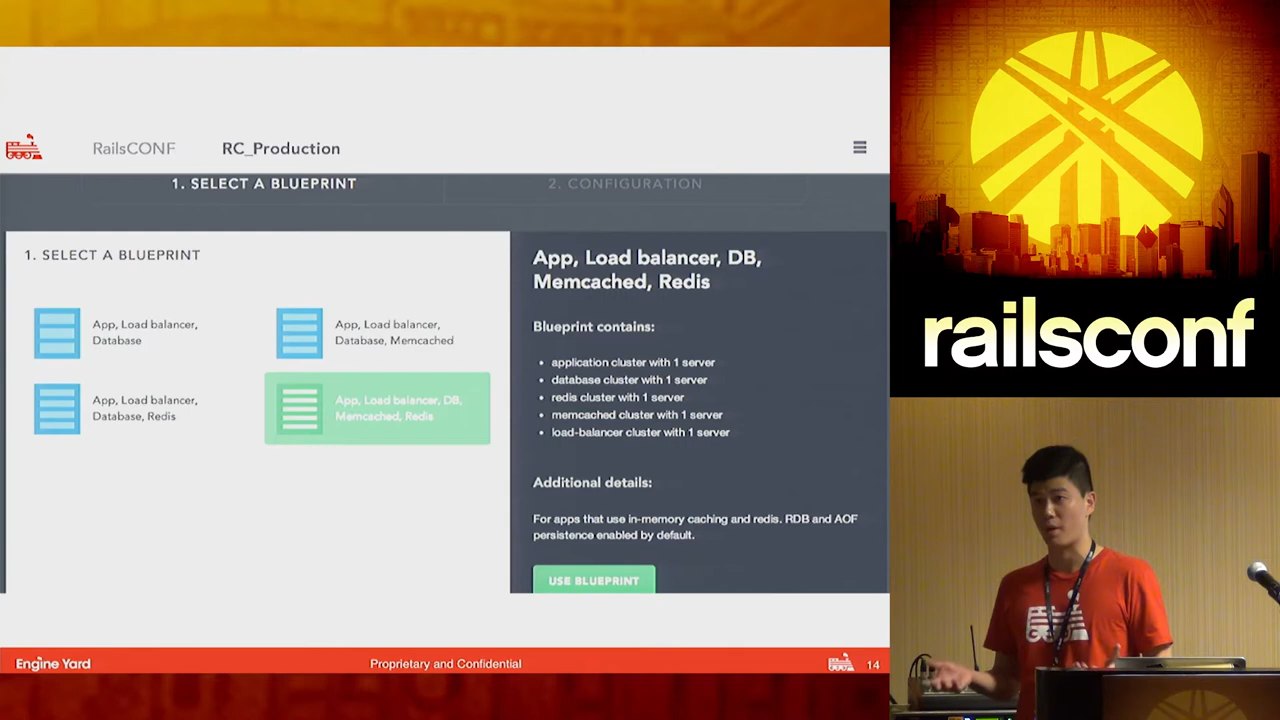 RailsCONF
RC_Production
1. SELECT A BLUEPRINT
2. CONFIGURATION
1. SELECT A BLUEPRINT
App, Load balancer,
Database
App, Load balancer,
Database, Memcached
App, Load balancer,
Database, Redis
App, Load balancer, DB,
Memcached, Redis
App, Load balancer, DB,
Memcached, Redis
Blueprint contains:
• application cluster with 1 server
• database cluster with 1 server
• redis cluster with 1 server
• memcached cluster with 1 server
• load-balancer cluster with 1 server
Additional details:
For apps that use in-memory caching and redis. RDB and AOF
persistence enabled by default.
USE BLUEPRINT
Engine Yard
Proprietary and Confidential
14
railsconf